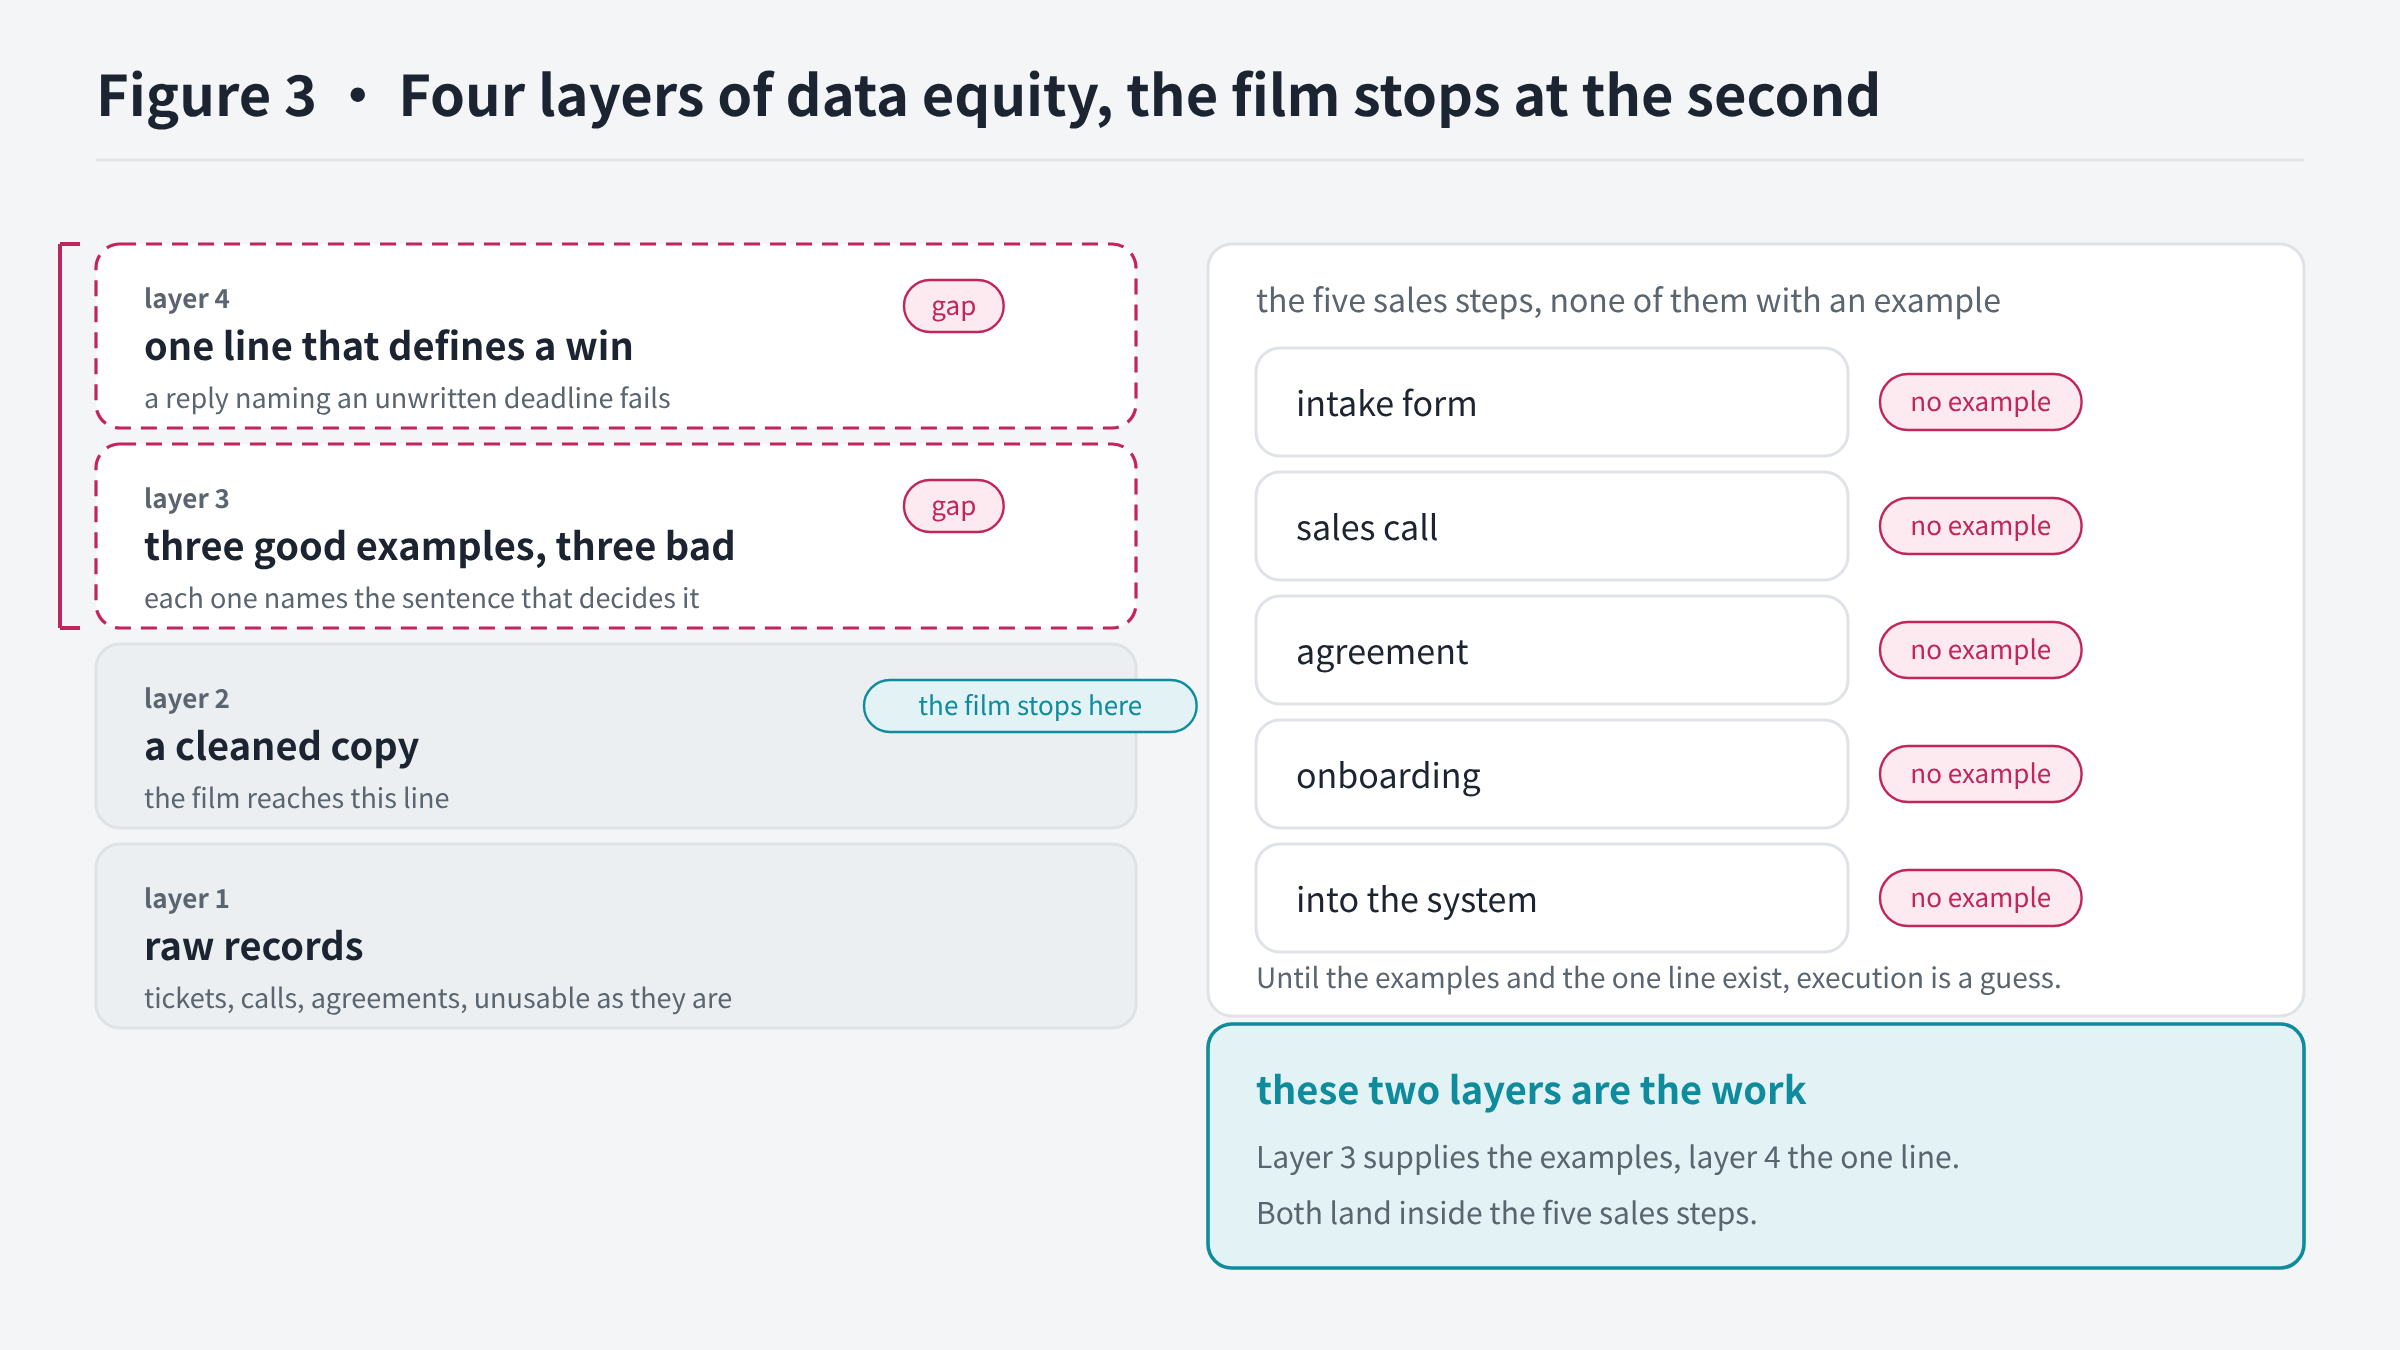 Figure 3 • Four layers of data equity, the film stops at the second
layer 4
gap
one line that defines a win
a reply naming an unwritten deadline fails
layer 3
gap
three good examples, three bad
each one names the sentence that decides it
layer 2
the film stops here
a cleaned copy
the film reaches this line
layer 1
raw records
tickets, calls, agreements, unusable as they are
the five sales steps, none of them with an example
intake form
no example
sales call
no example
agreement
no example
onboarding
no example
into the system
no example
Until the examples and the one line exist, execution is a guess.
these two layers are the work
Layer 3 supplies the examples, layer 4 the one line.
Both land inside the five sales steps.